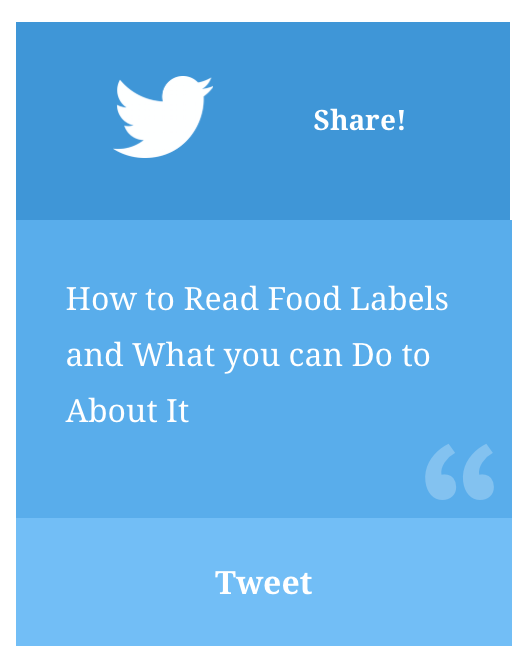 Share!
How to Read Food Labels
and What you can Do to
About It
Tweet